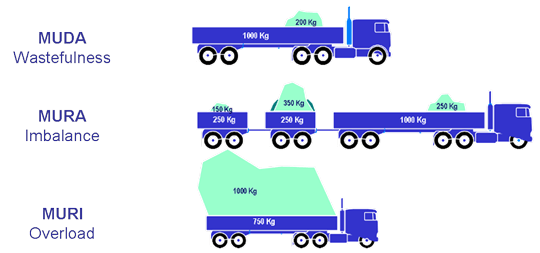 MUDA
Wastefulness
200 Kg
1000 Kg
MURA
Imbalance
150 Kg
350 Kg
250 Kg
250 Kg
250 Kg
1000 Kg
MURI
Overload
1000 Kg
750 Kg